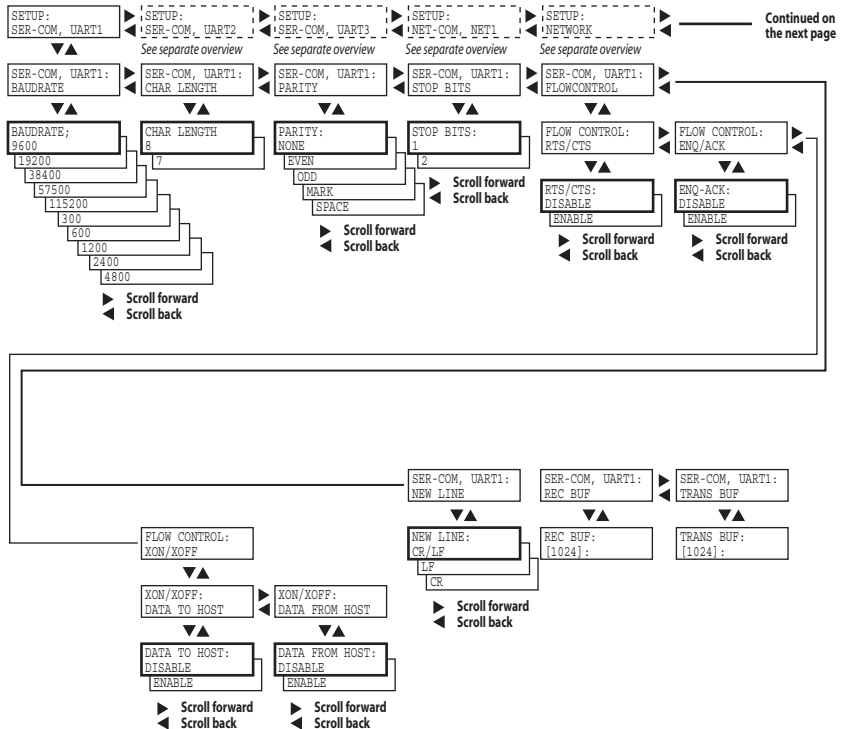 SETUP:
SER-COM, UART1
SETUP:
SER-COM, UART2
SETUP:
SER-COM, UART3
SETUP:
NET-COM, NET1
SETUP:
NETWORK
Continued on
the next page
See separate overview
See separate overview
See separate overview
See separate overview
SER-COM, UART1:
BAUDRATE
SER-COM, UART1:
CHAR LENGTH
SER-COM, UART1:
PARITY
SER-COM, UART1:
STOP BITS
SER-COM, UART1:
FLOWCONTROL
BAUDRATE;
9600
19200
38400
57500
115200
300
600
1200
2400
4800
Scroll forward
Scroll back
CHAR LENGTH
8
7
PARITY:
NONE
EVEN
ODD
MARK
SPACE
Scroll forward
Scroll back
STOP BITS:
1
2
Scroll forward
Scroll back
FLOW CONTROL:
RTS/CTS
FLOW CONTROL:
ENQ/ACK
RTS/CTS:
DISABLE
ENABLE
Scroll forward
Scroll back
ENQ-ACK:
DISABLE
ENABLE
Scroll forward
Scroll back
SER-COM, UART1:
NEW LINE
SER-COM, UART1:
REC BUF
SER-COM, UART1:
TRANS BUF
NEW LINE:
CR/LF
LF
CR
Scroll forward
Scroll back
REC BUF:
[1024]:
TRANS BUF:
[1024]:
FLOW CONTROL:
XON/XOFF
XON/XOFF:
DATA TO HOST
XON/XOFF:
DATA FROM HOST
DATA TO HOST:
DISABLE
ENABLE
Scroll forward
Scroll back
DATA FROM HOST:
DISABLE
ENABLE
Scroll forward
Scroll back